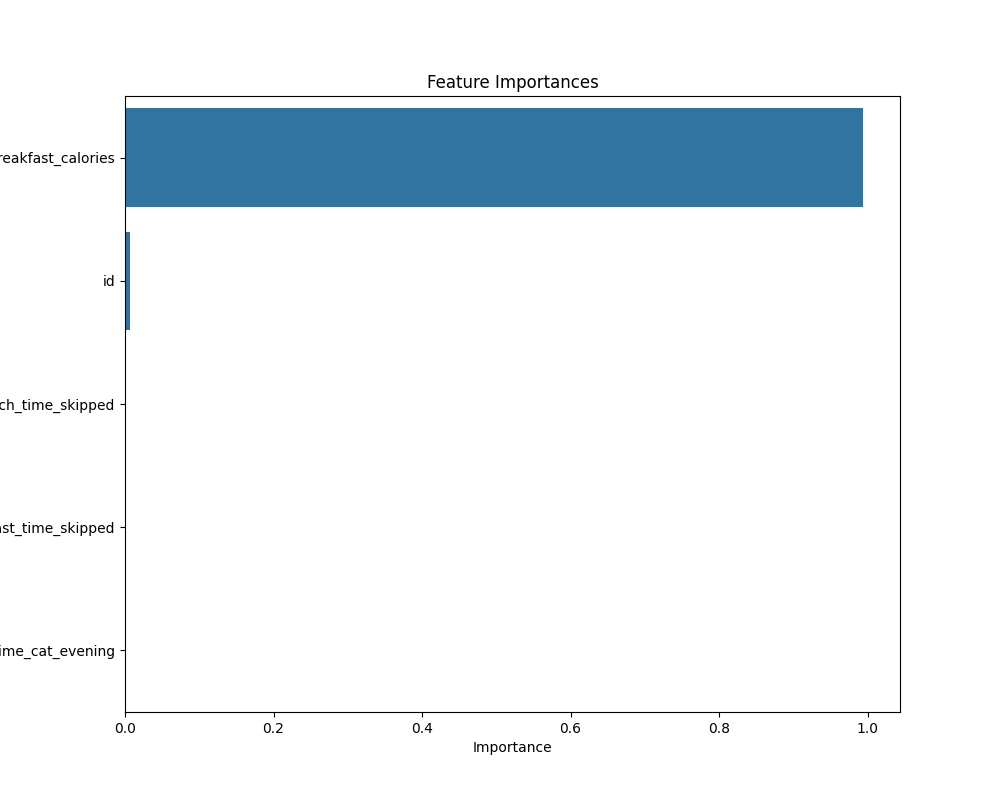 Feature Importances
reakfast_calories
id
ch_time_skipped
st_time_skipped
ime_cat_evening
0.0 0.2 0.4 0.6 0.8 1.0
Importance